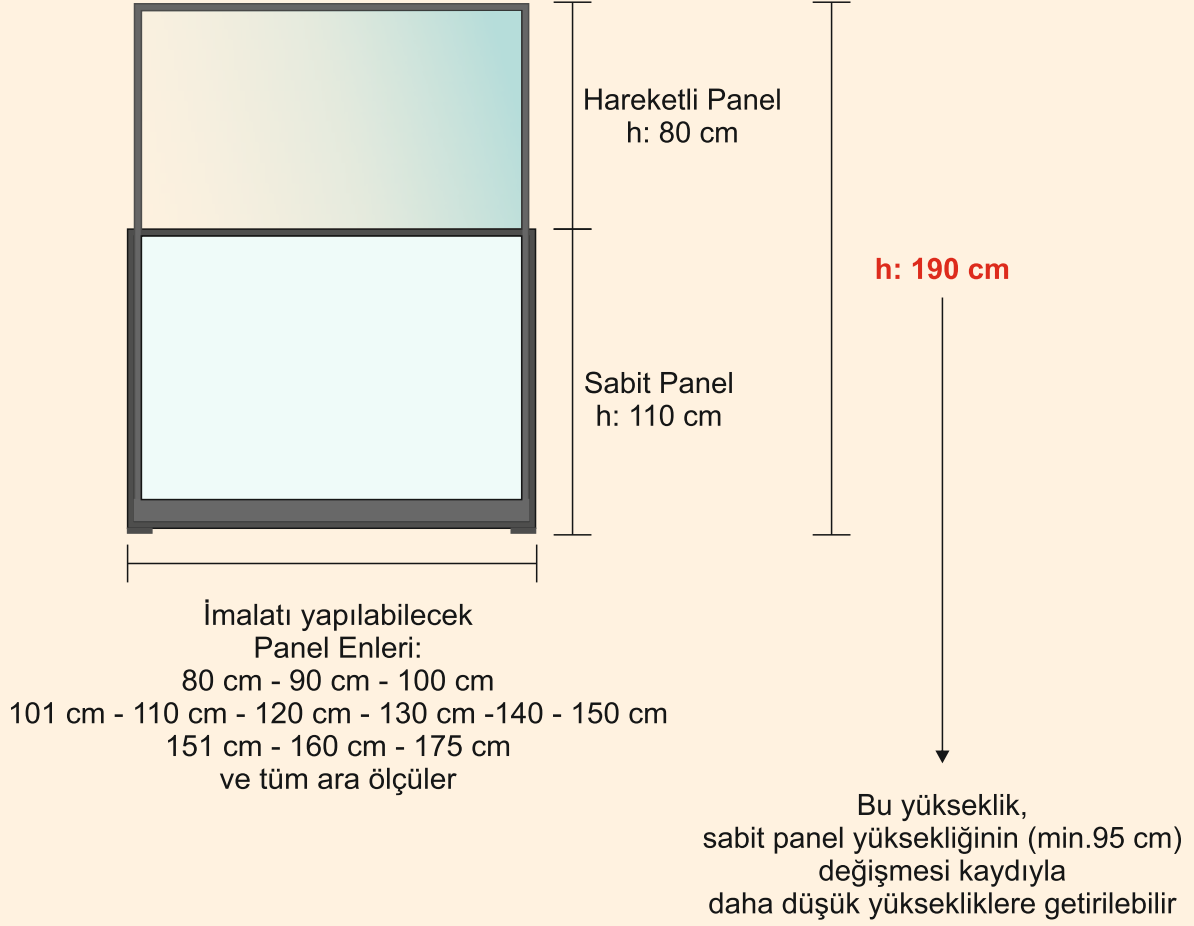 Hareketli Panel
h: 80 cm
h: 190 cm
Sabit Panel
h: 110 cm
İmalatı yapılabilecek
Panel Enleri:
80 cm - 90 cm - 100 cm
101 cm - 110 cm - 120 cm - 130 cm -140 - 150 cm
151 cm - 160 cm - 175 cm
ve tüm ara ölçüler
Bu yükseklik,
sabit panel yüksekliğinin (min.95 cm)
değişmesi kaydıyla
daha düşük yüksekliklere getirilebilir